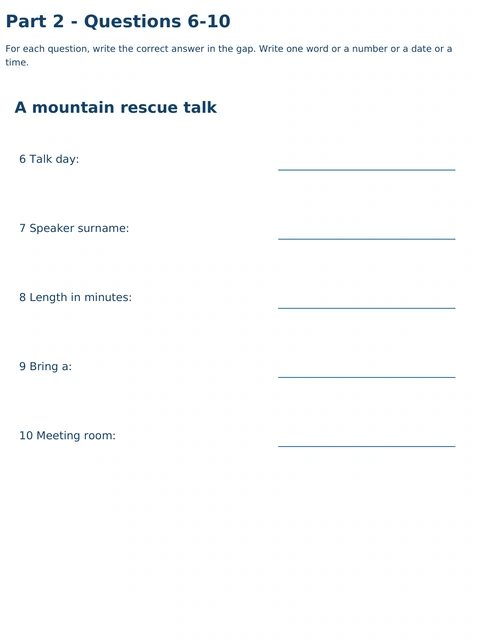 Part 2 - Questions 6-10
For each question, write the correct answer in the gap. Write one word or a number or a date or a
time.
A mountain rescue talk
6 Talk day:
7 Speaker surname:
8 Length in minutes:
9 Bring a:
10 Meeting room: